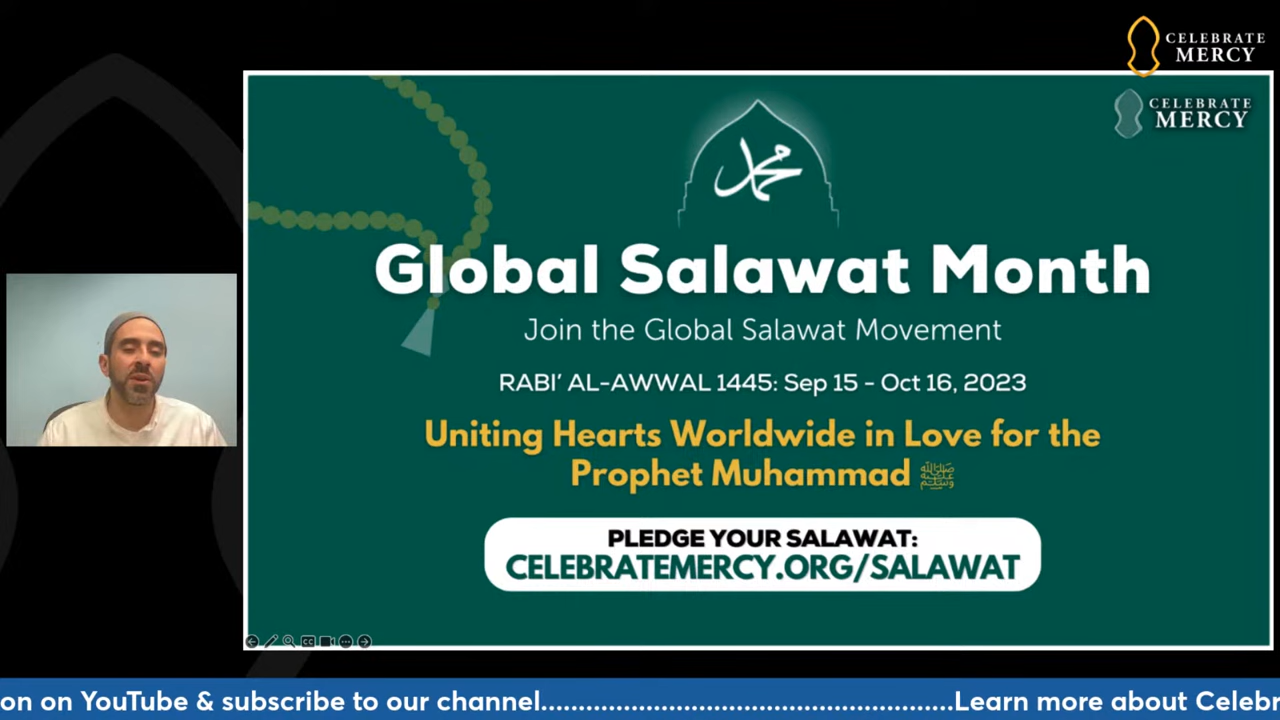 CELEBRATE
MERCY
CELEBRATE
MERCY
محمد
Global Salawat Month
Join the Global Salawat Movement
RABI’ AL-AWWAL 1445: Sep 15 – Oct 16, 2023
Uniting Hearts Worldwide in Love for the
Prophet Muhammad ﷺ
PLEDGE YOUR SALAWAT:
CELEBRATEMERCY.ORG/SALAWAT
CC
on on YouTube & subscribe to our channel.......................................................Learn more about Celebr